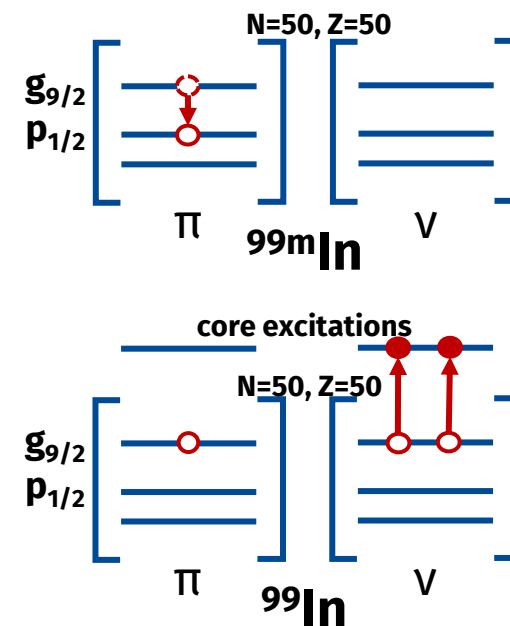 N=50, Z=50
g9/2
p1/2
π
ν
99mIn
core excitations
N=50, Z=50
g9/2
p1/2
π
ν
99In